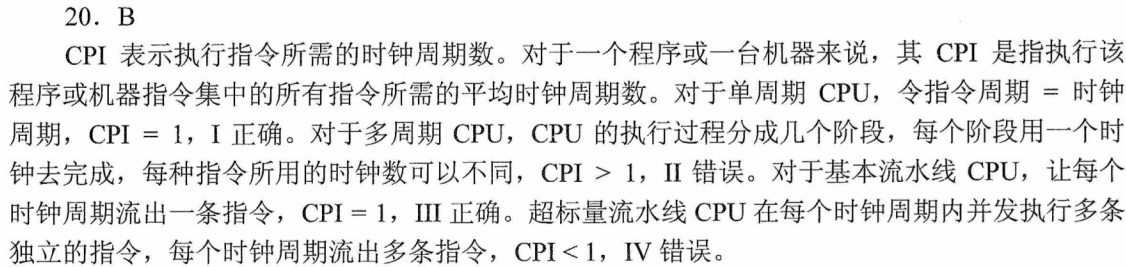 20．B
CPI 表示执行指令所需的时钟周期数。对于一个程序或一台机器来说，其 CPI 是指执行该
程序或机器指令集中的所有指令所需的平均时钟周期数。对于单周期 CPU，令指令周期 = 时钟
周期，CPI = 1，I 正确。对于多周期 CPU，CPU 的执行过程分成几个阶段，每个阶段用一个时
钟去完成，每种指令所用的时钟数可以不同，CPI > 1，II 错误。对于基本流水线 CPU，让每个
时钟周期流出一条指令，CPI = 1，III 正确。超标量流水线 CPU 在每个时钟周期内并发执行多条
独立的指令，每个时钟周期流出多条指令，CPI < 1，IV 错误。